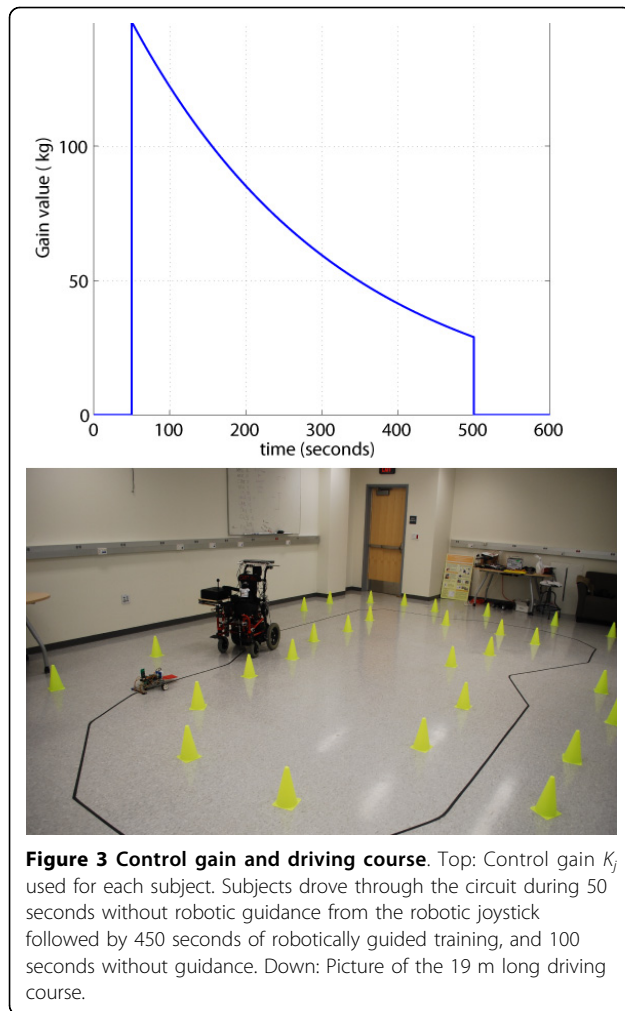 100
50
0
Gain value ( kg)
0 100 200 300 400 500 600
time (seconds)
EXIT
Figure 3 Control gain and driving course. Top: Control gain Kj
used for each subject. Subjects drove through the circuit during 50
seconds without robotic guidance from the robotic joystick
followed by 450 seconds of robotically guided training, and 100
seconds without guidance. Down: Picture of the 19 m long driving
course.